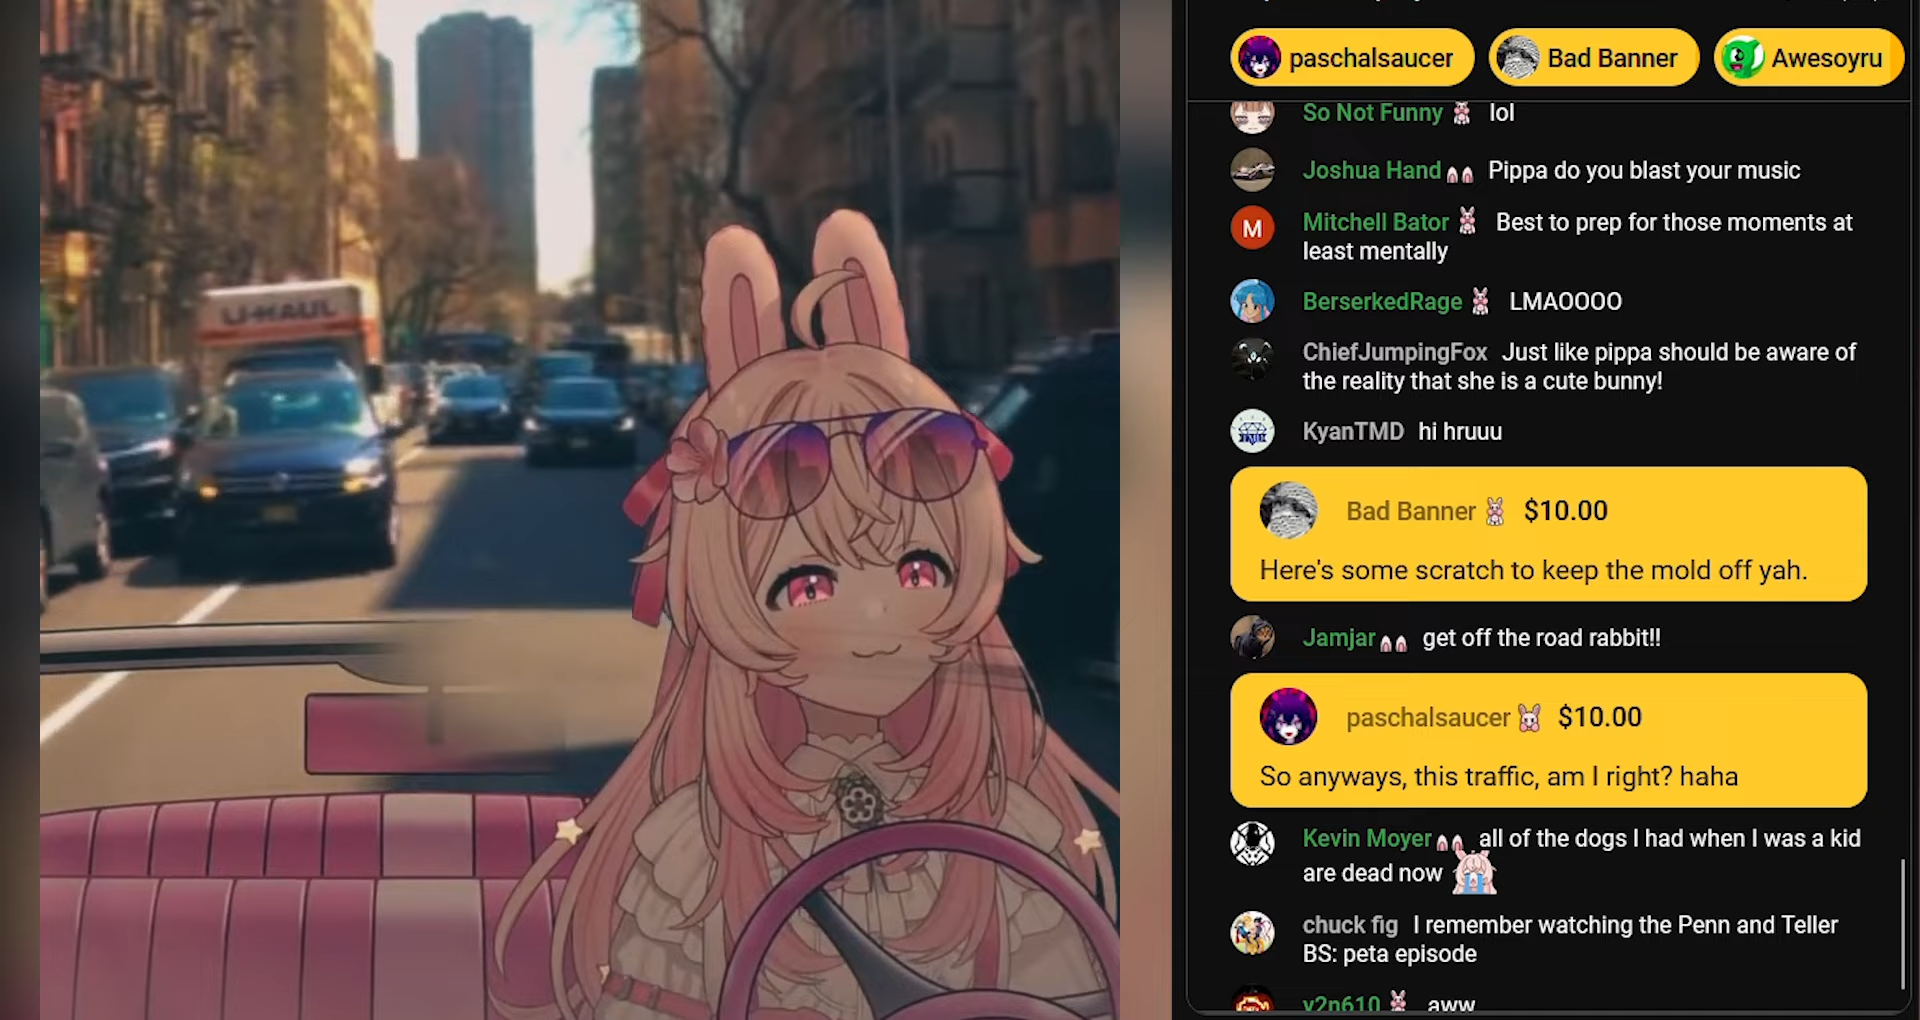 U-HAUL
paschalsaucer
Bad Banner
Awesoyru
So Not Funny lol
Joshua Hand Pippa do you blast your music
M
Mitchell Bator Best to prep for those moments at
least mentally
BerserkedRage LMAOOOO
ChiefJumpingFox Just like pippa should be aware of
the reality that she is a cute bunny!
KyanTMD hi hruuu
Bad Banner $10.00
Here's some scratch to keep the mold off yah.
Jamjar get off the road rabbit!!
paschalsaucer $10.00
So anyways, this traffic, am I right? haha
Kevin Moyer all of the dogs I had when I was a kid
are dead now
chuck fig I remember watching the Penn and Teller
BS: peta episode
v2n610 aww